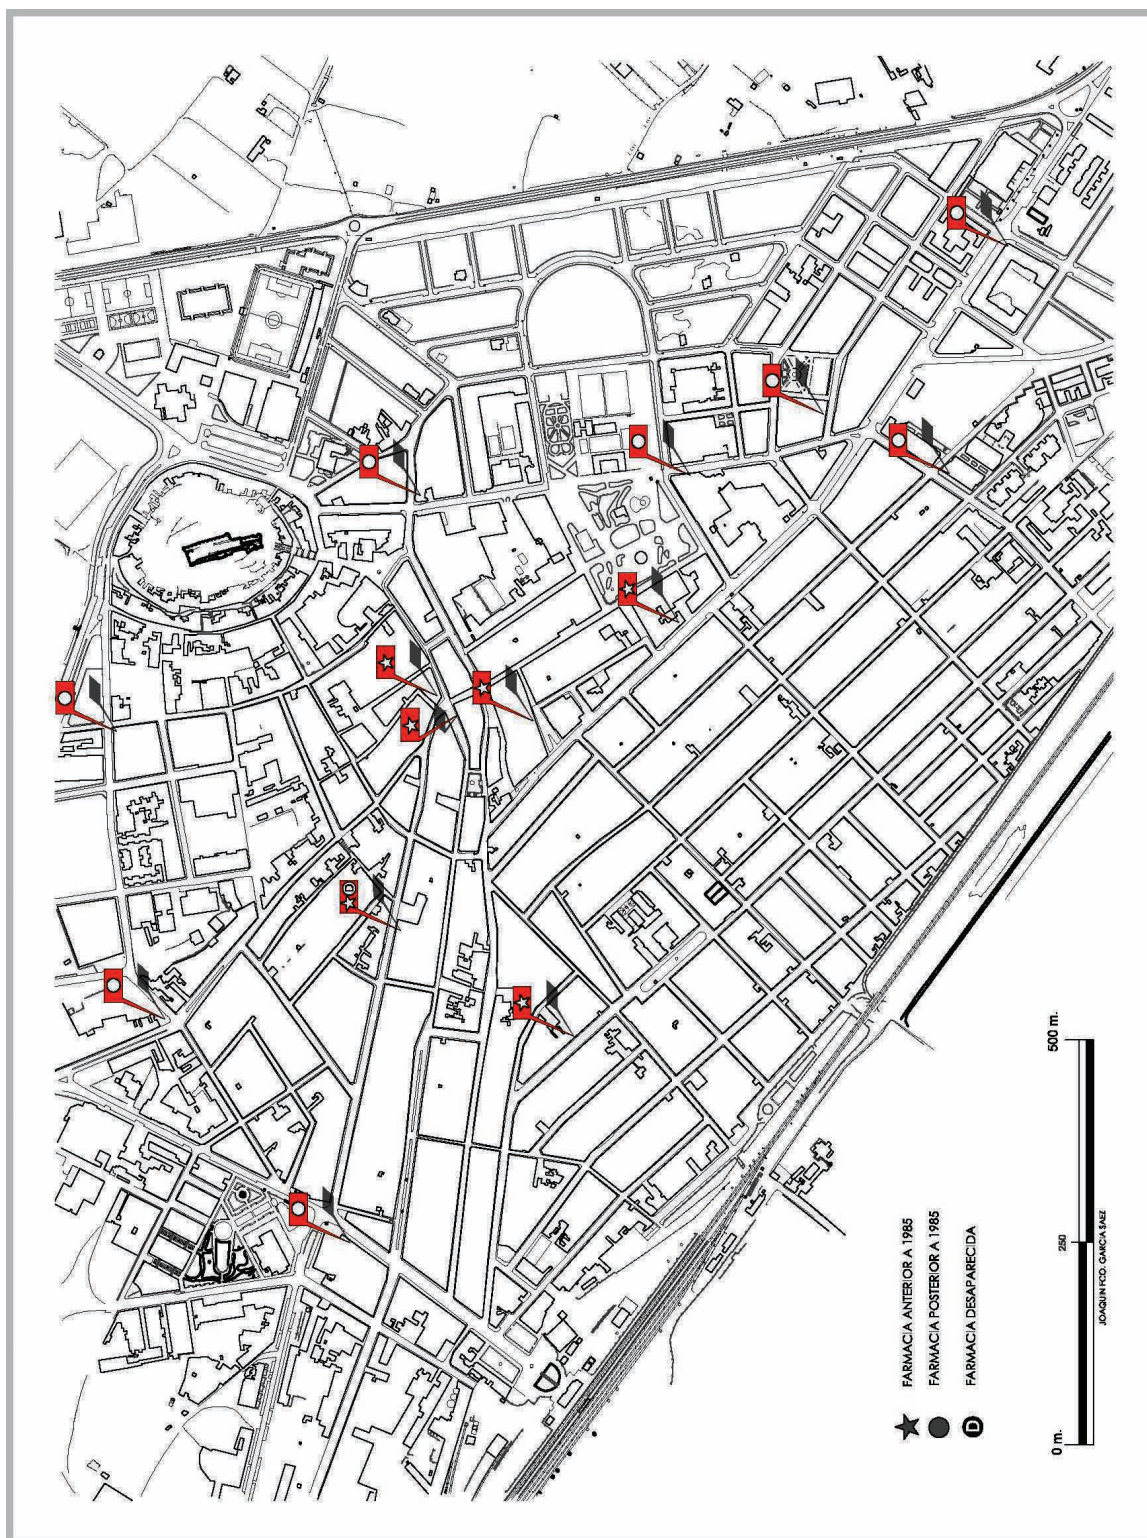 FARMACIA ANTERIOR A 1985
FARMACIA POSTERIOR A 1985
D FARMACIA DESAPARECIDA
D
0 m.
250
500 m.
JOAQUIN FCO. GARCIA SAEZ